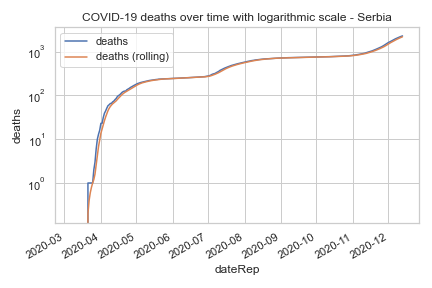 COVID-19 deaths over time with logarithmic scale - Serbia
deaths
deaths (rolling)
10³
10²
10¹
10⁰
deaths
2020-03
2020-04
2020-05
2020-06
2020-07
2020-08
2020-09
2020-10
2020-11
2020-12
dateRep